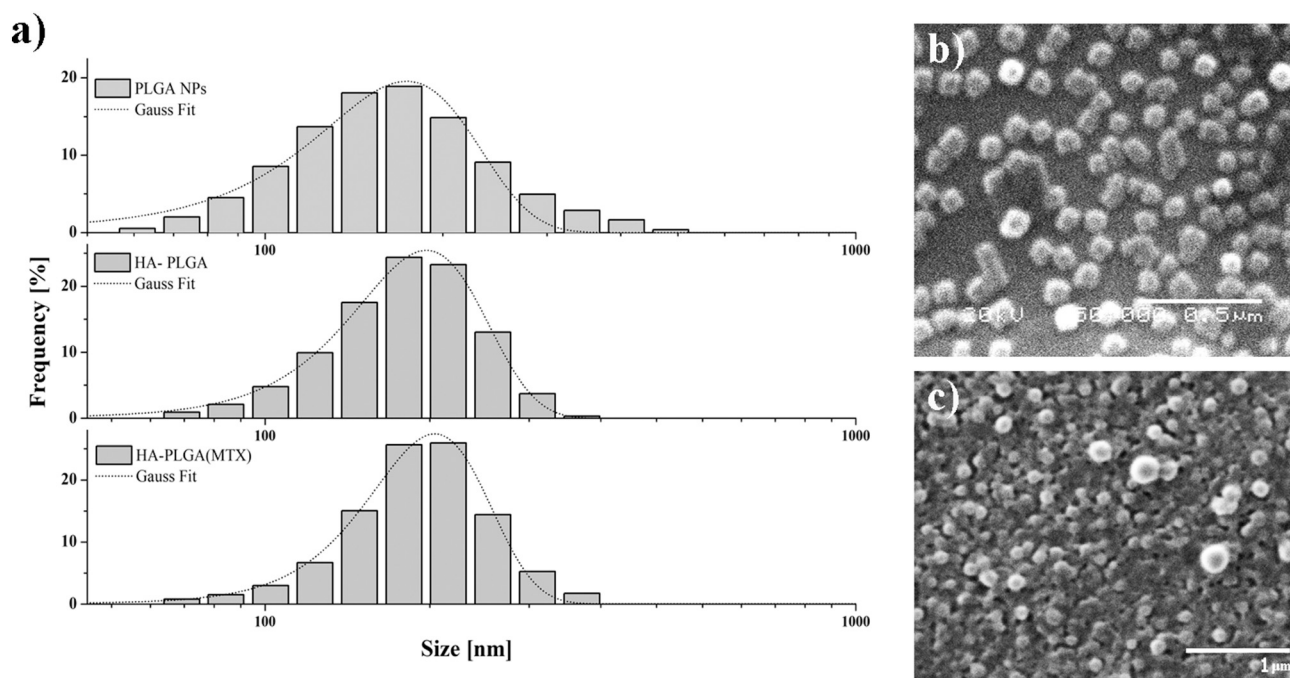 a)
20
10
0
PLGA NPs
Gauss Fit
100
1000
20
10
0
HA- PLGA
Gauss Fit
100
1000
20
10
0
HA-PLGA(MTX)
Gauss Fit
100
1000
Frequency [%]
Size [nm]
b)
20kV 0.5μm
c)
1 μm